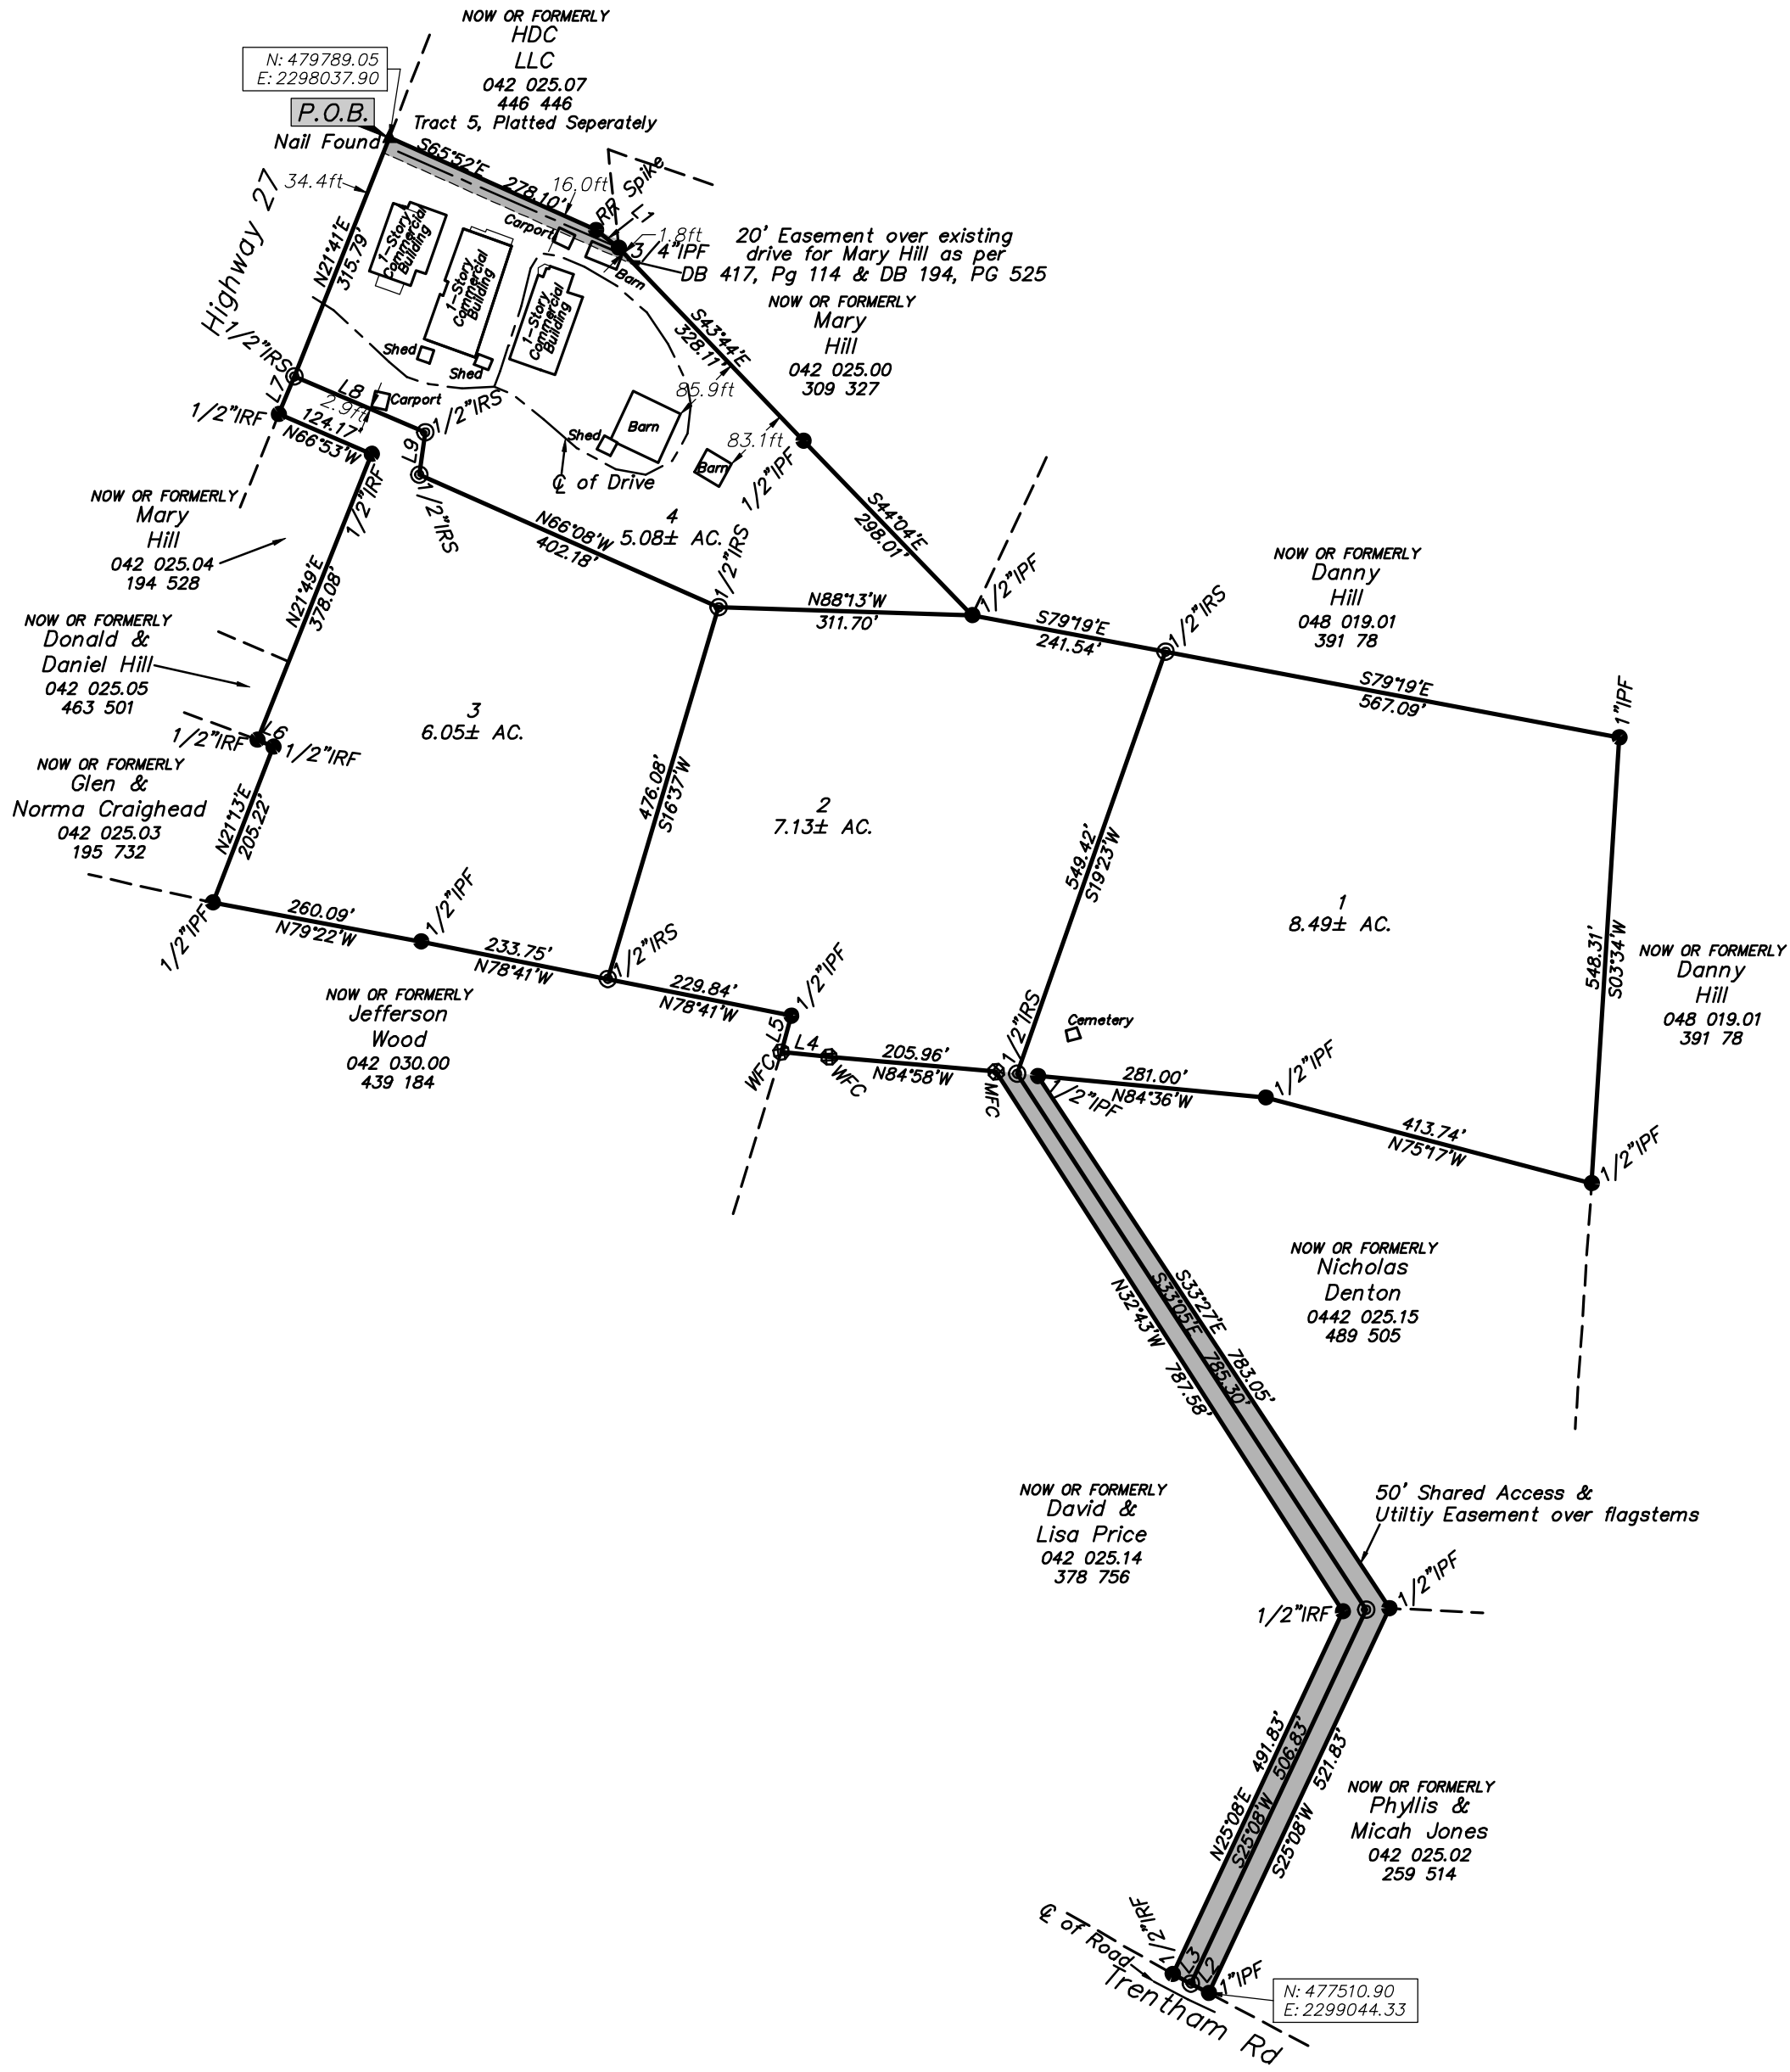 NOW OR FORMERLY
HDC
LLC
042 025.07
446 446
Tract 5, Platted Seperately
N: 479789.05
E: 2298037.90
P.O.B.
Nail Found
S65°52'E
278.10'
16.0ft
RR Spike
L1
1.8ft
3/4"IPF
34.4ft
Highway 27
N21°41'E
315.79'
1-Story
Commercial
Building
1-Story
Commercial
Building
1-Story
Commercial
Building
Carport
Barn
20' Easement over existing
drive for Mary Hill as per
DB 417, Pg 114 & DB 194, PG 525
NOW OR FORMERLY
Mary
Hill
042 025.00
309 327
S43°44'E
328.11'
85.9ft
83.1ft
Shed
Shed
1/2"IRS
L7
L8
2.9ft
Carport
1/2"IRS
1/2"IRF
124.17'
N66°53'W
L9
1/2"IRF
1/2"IRS
Shed
Barn
Barn
℄ of Drive
1/2"IPF
4
5.08± AC.
N66°08'W
402.18'
1/2"IRS
S44°04'E
298.01'
1/2"IPF
N88°13'W
311.70'
S79°19'E
241.54'
1/2"IRS
NOW OR FORMERLY
Danny
Hill
048 019.01
391 78
S79°19'E
567.09'
1"IPF
NOW OR FORMERLY
Mary
Hill
042 025.04
194 528
N21°49'E
378.08'
NOW OR FORMERLY
Donald &
Daniel Hill
042 025.05
463 501
1/2"IRF
L6
1/2"IRF
NOW OR FORMERLY
Glen &
Norma Craighead
042 025.03
195 732
N21°13'E
205.22'
1/2"IPF
3
6.05± AC.
476.08'
S16°37'W
2
7.13± AC.
549.42'
S19°23'W
1
8.49± AC.
548.31'
S03°34'W
NOW OR FORMERLY
Danny
Hill
048 019.01
391 78
260.09'
N79°22'W
1/2"IPF
233.75'
N78°41'W
1/2"IRS
229.84'
N78°41'W
1/2"IPF
L5
L4
WFC
WFC
205.96'
N84°58'W
MFC
1/2"IRS
Cemetery
1/2"IPF
281.00'
N84°36'W
1/2"IPF
413.74'
N75°17'W
1/2"IPF
NOW OR FORMERLY
Jefferson
Wood
042 030.00
439 184
NOW OR FORMERLY
Nicholas
Denton
0442 025.15
489 505
S33°27'E 783.05'
S33°05'E 785.30'
N32°43'W 787.58'
NOW OR FORMERLY
David &
Lisa Price
042 025.14
378 756
50' Shared Access &
Utiltiy Easement over flagstems
1/2"IRF
1/2"IPF
N25°08'E 491.83'
S25°08'W 506.83'
S25°08'W 521.83'
NOW OR FORMERLY
Phyllis &
Micah Jones
042 025.02
259 514
℄ of Road
1/2"IRF
L3
L2
1"IPF
Trentham Rd
N: 477510.90
E: 2299044.33